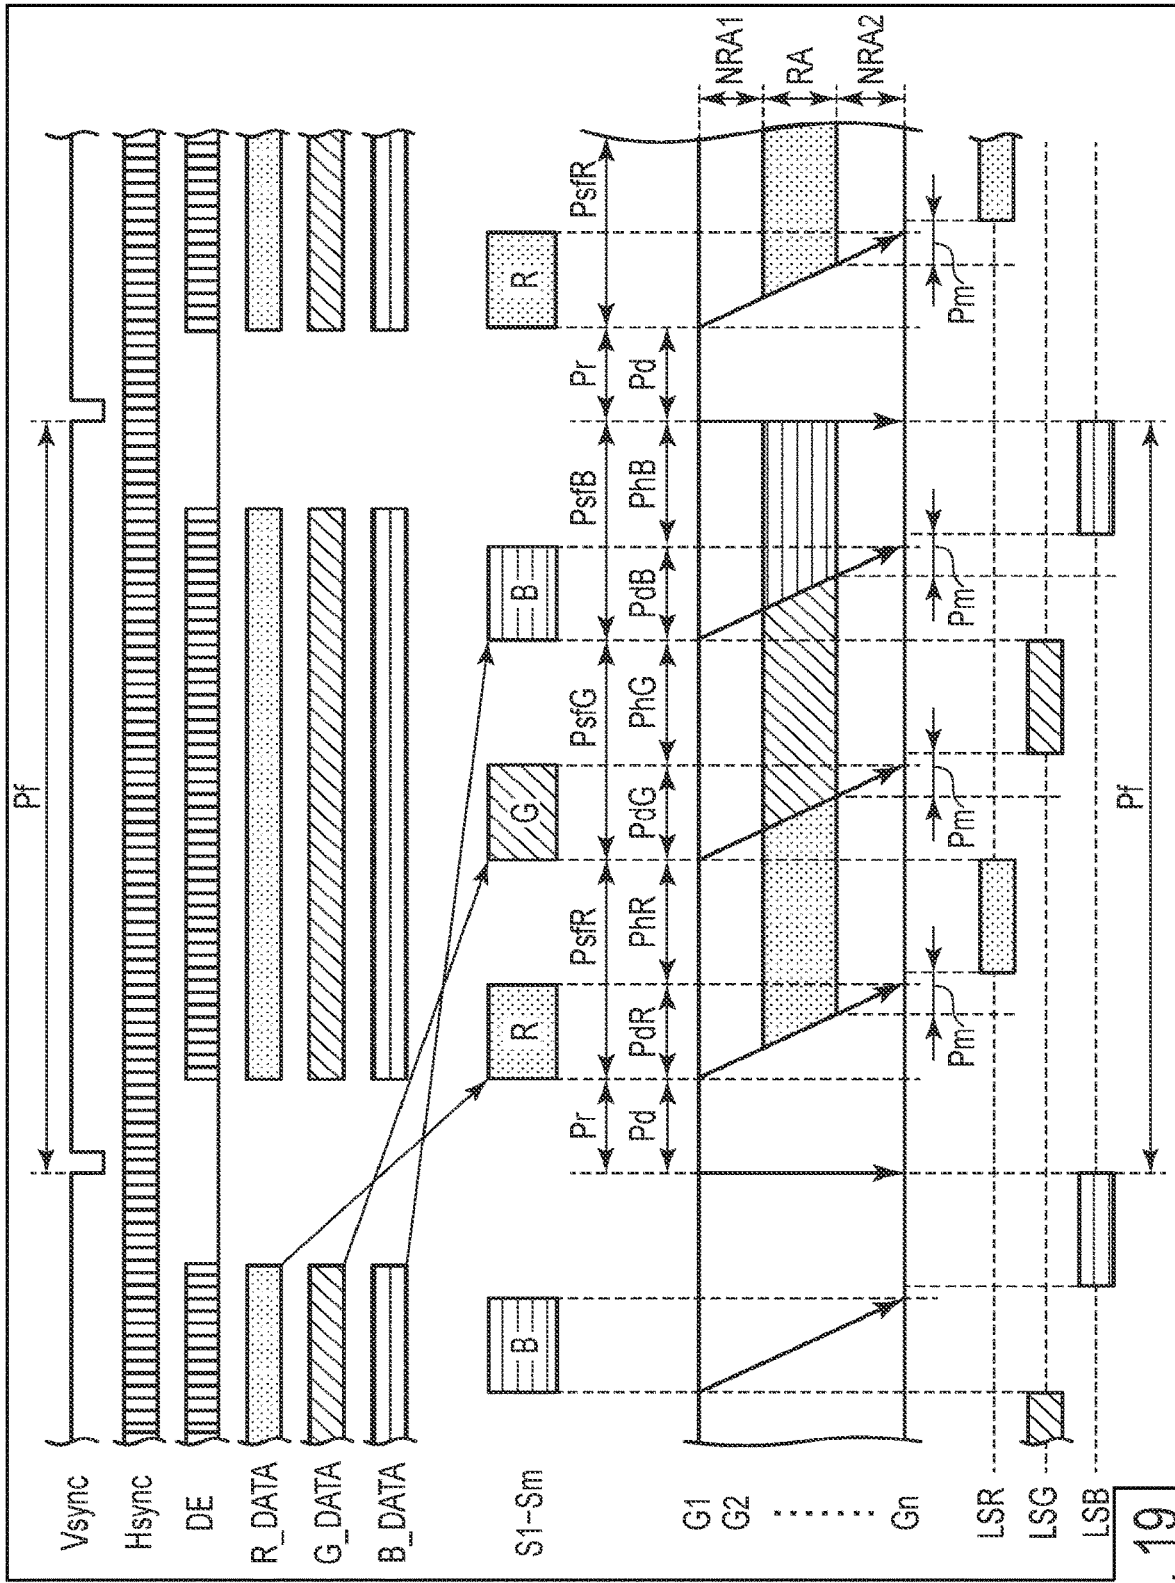 Pf
Vsync
Hsync
DE
R_DATA
G_DATA
B_DATA
S1-Sm
B
R
G
B
R
Pr
PsfR
PsfG
PsfB
Pr
PsfR
Pd
PdR
PhR
PdG
PhG
PdB
PhB
Pd
G1
G2
Gn
NRA1
RA
NRA2
Pm
Pm
Pm
Pm
LSR
LSG
LSB
Pf
19